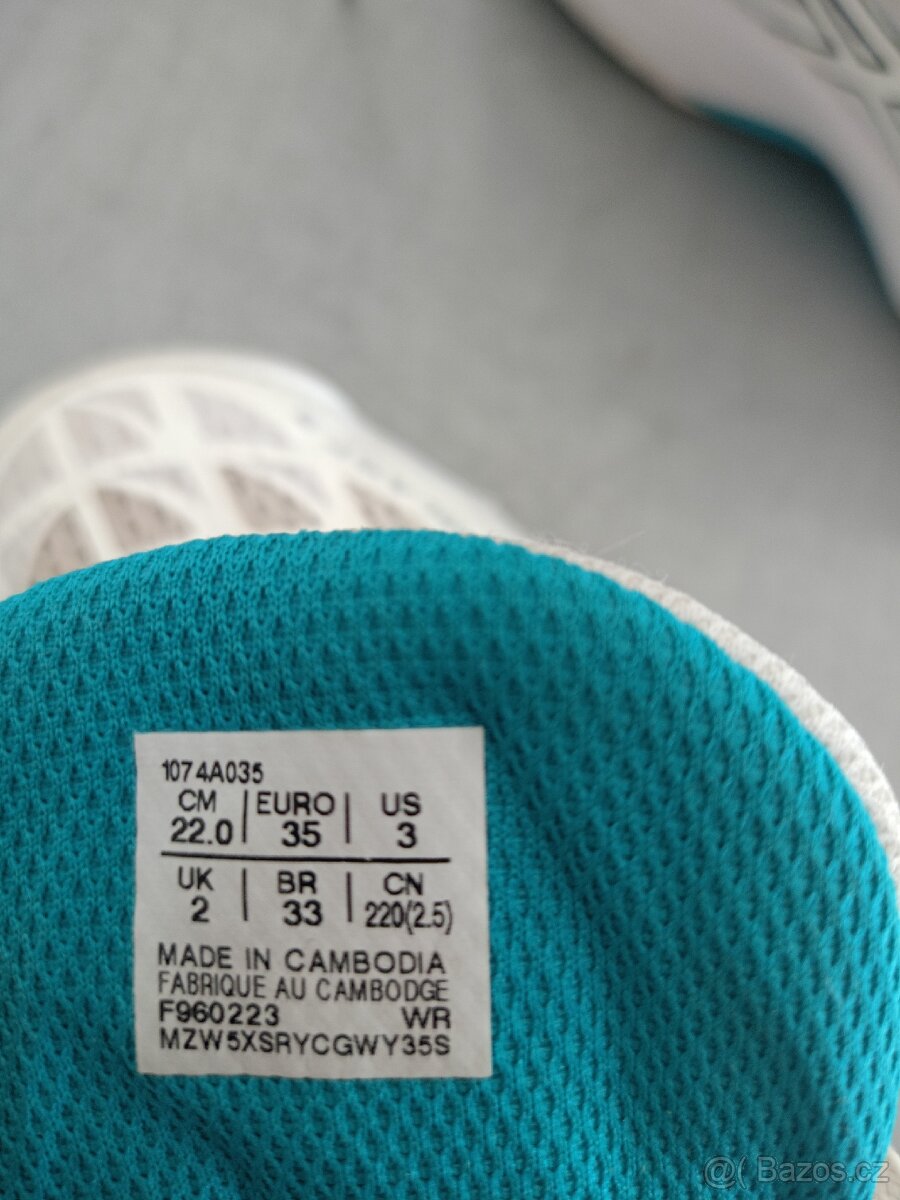 1074A035
CM | EURO | US
22.0 | 35 | 3
UK | BR | CN
2 | 33 | 220(2.5)
MADE IN CAMBODIA
FABRIQUE AU CAMBODGE
F960223 WR
MZW5XSRYCGWY35S
@( Bazos.cz